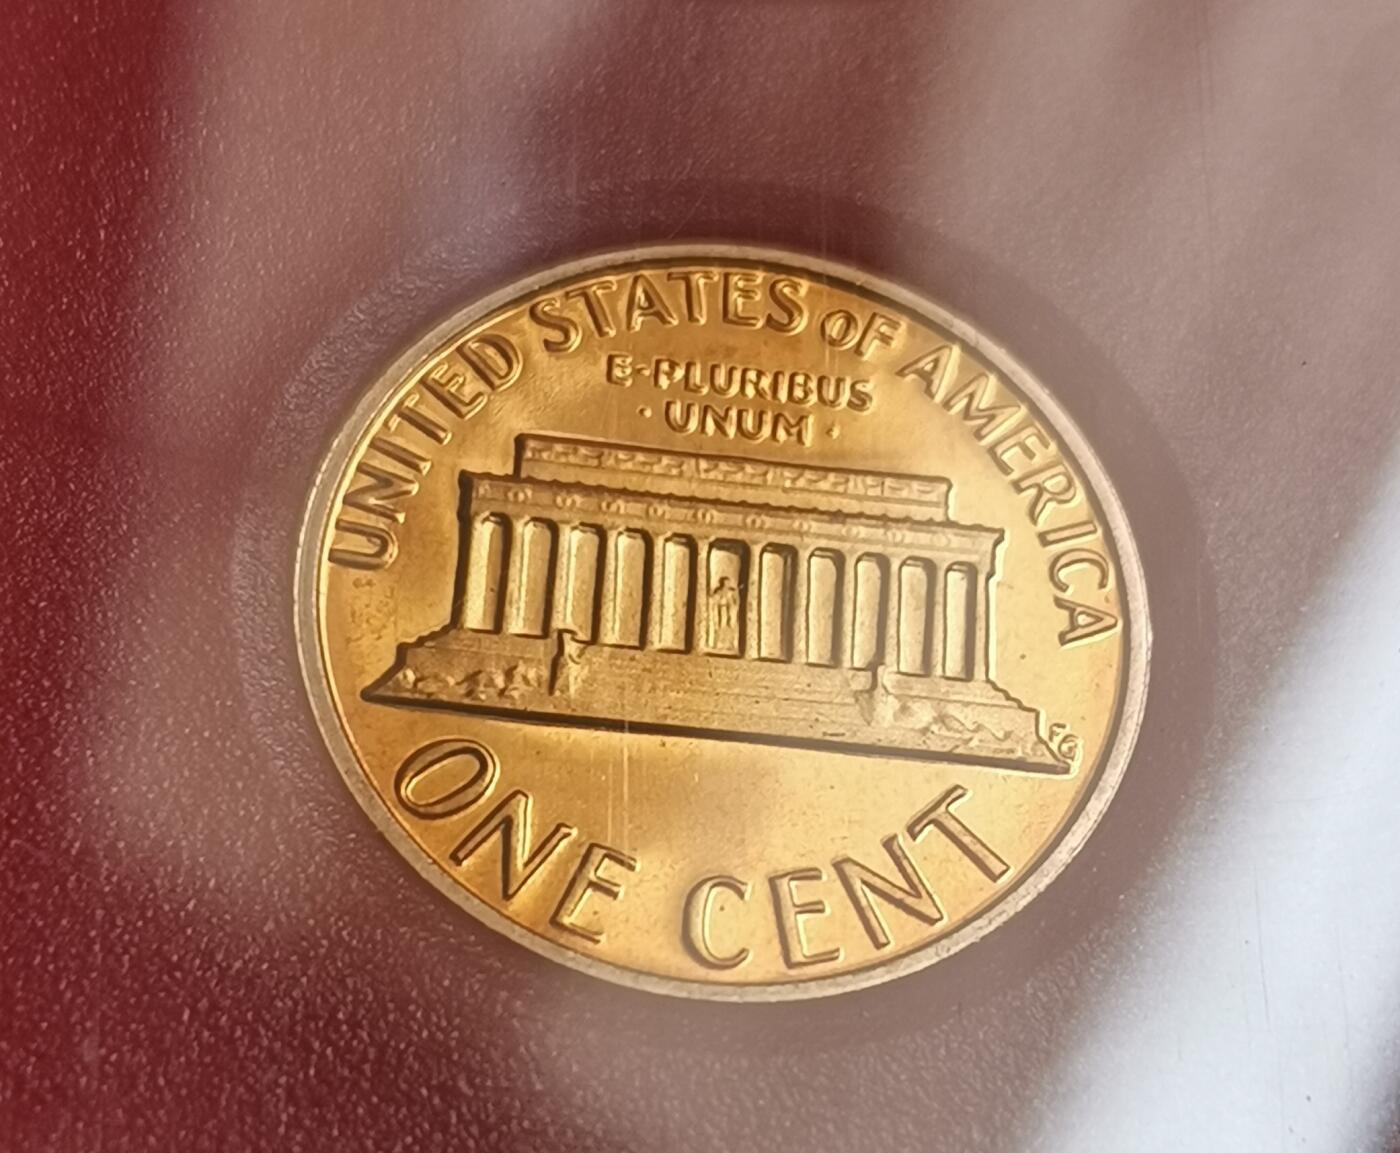 UNITED STATES OF AMERICA
E·PLURIBUS
·UNUM·
FG
ONE CENT